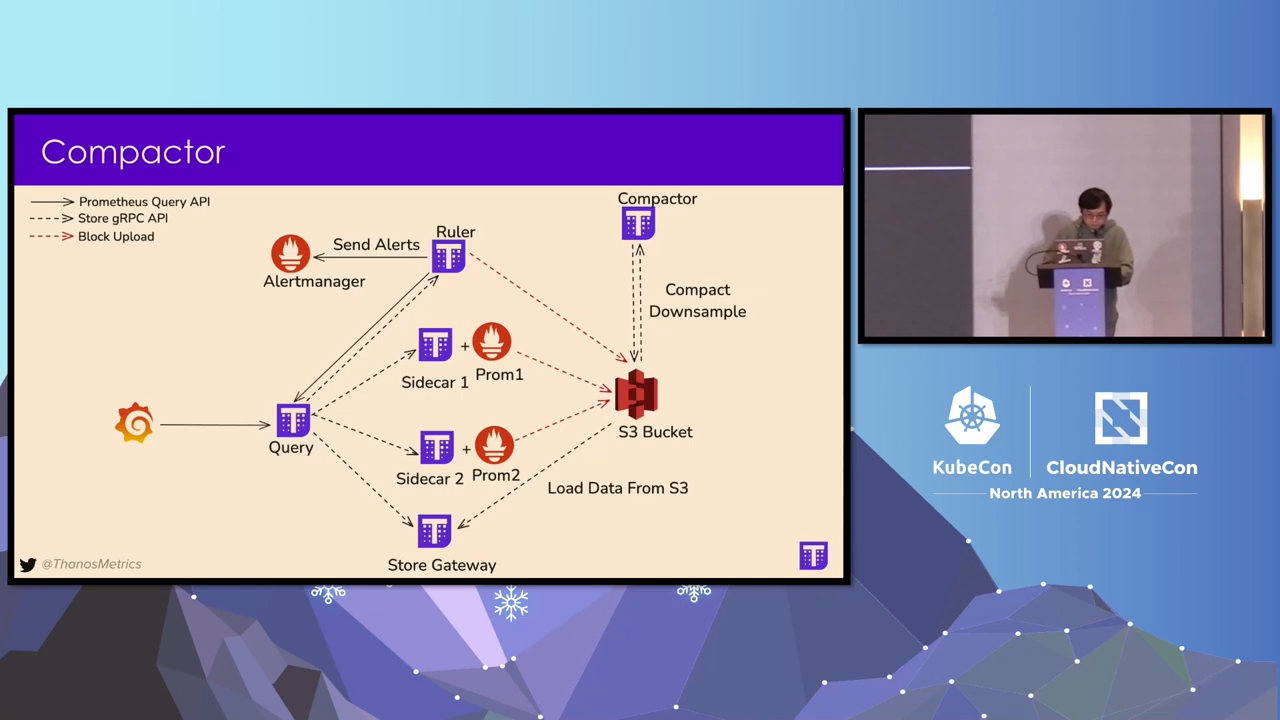 Compactor
Prometheus Query API
Store gRPC API
Block Upload
Compactor
Ruler
Send Alerts
Alertmanager
Compact
Downsample
+
Sidecar 1
Prom1
Query
S3 Bucket
+
Sidecar 2
Prom2
Load Data From S3
Store Gateway
@ThanosMetrics
KubeCon
CloudNativeCon
North America 2024